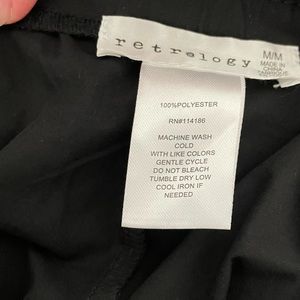 retrology
M/M
MADE IN
CHINA
100%POLYESTER
RN#114186
MACHINE WASH
COLD
WITH LIKE COLORS
GENTLE CYCLE
DO NOT BLEACH
TUMBLE DRY LOW
COOL IRON IF
NEEDED